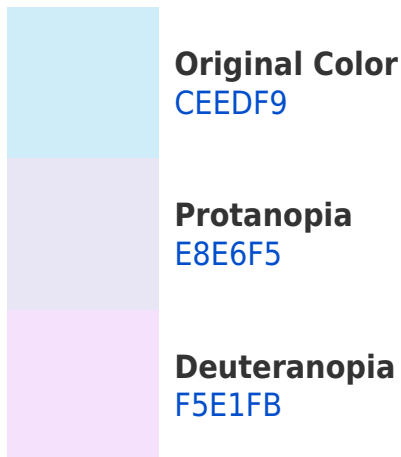 Original Color
CEEDF9
Protanopia
E8E6F5
Deuteranopia
F5E1FB